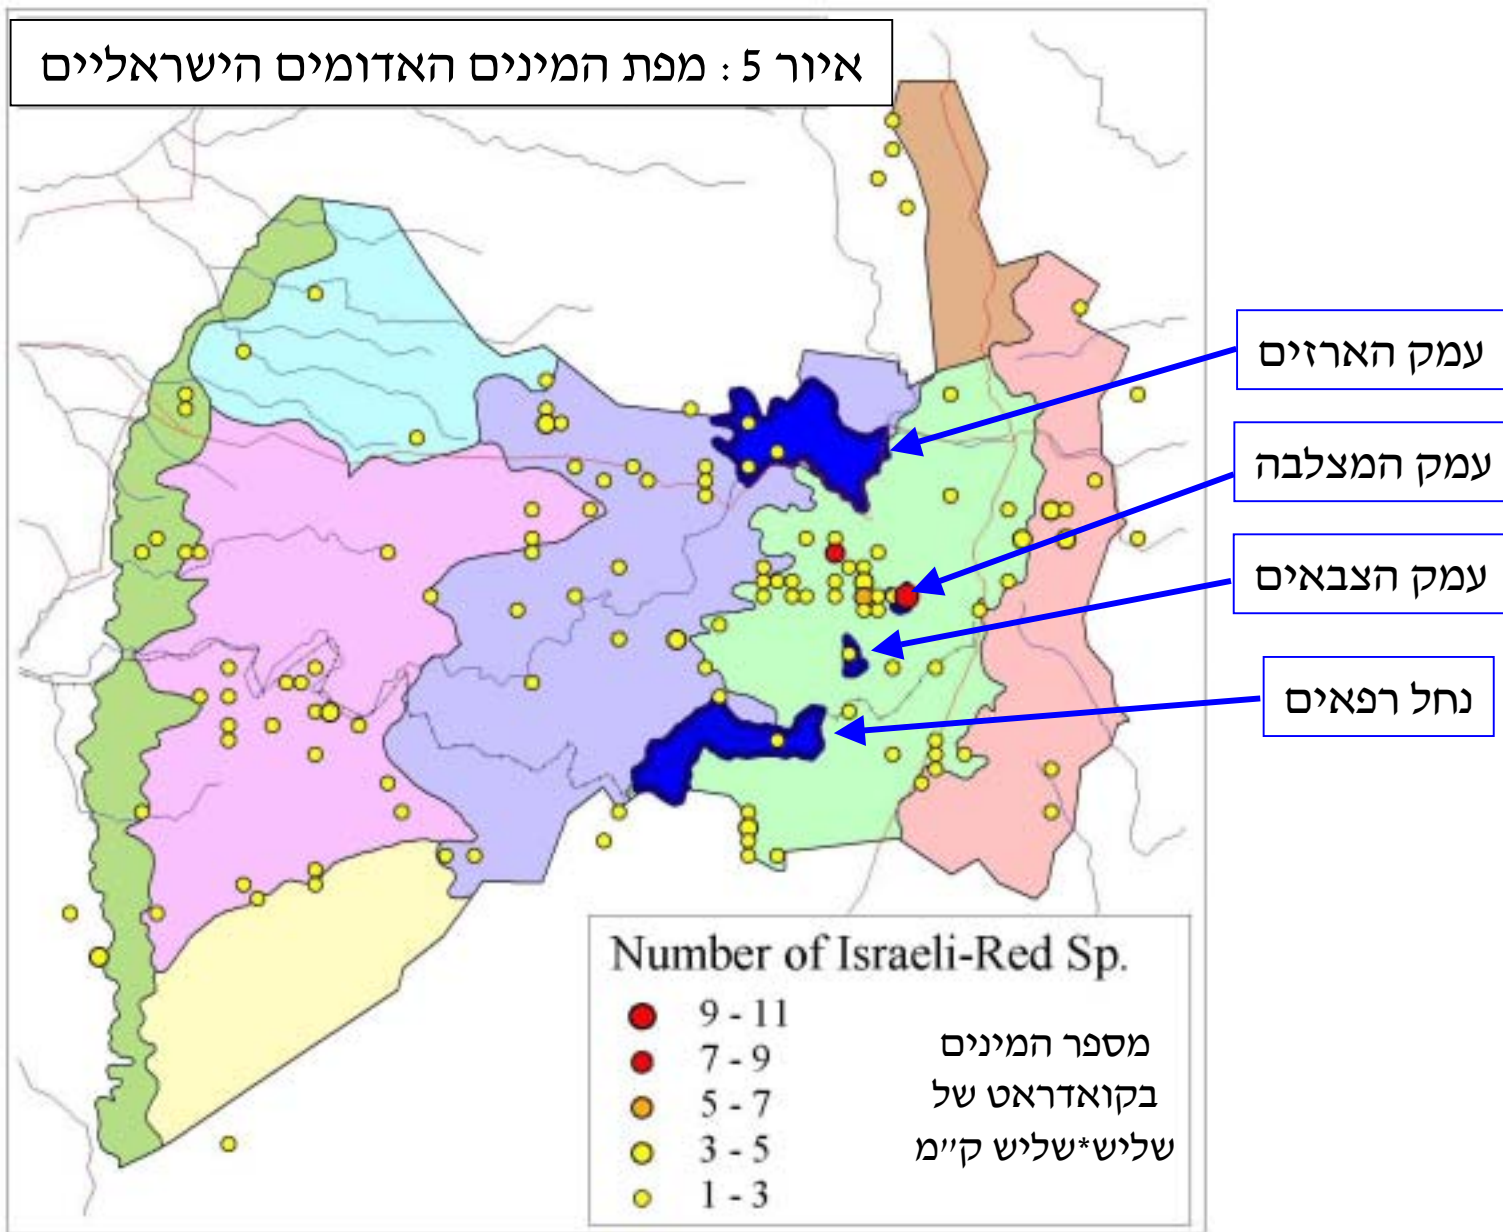 איור 5 : מפת המינים האדומים הישראליים
עמק הארזים
עמק המצלבה
עמק הצבאים
נחל רפאים
Number of Israeli-Red Sp.
9 - 11
7 - 9
5 - 7
3 - 5
1 - 3
מספר המינים
בקואדראט של
שליש*שליש ק״מ